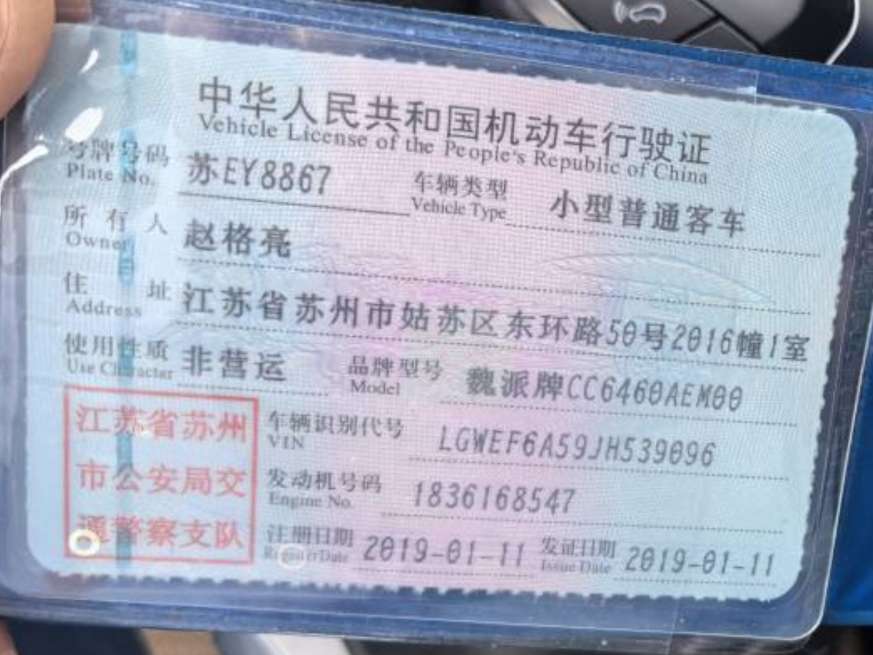 中华人民共和国机动车行驶证
Vehicle License of the People's Republic of China
号牌号码 苏EY8867 车辆类型 小型普通客车
Plate No. Vehicle Type
所有人 赵格亮
Owner
住址 江苏省苏州市姑苏区东环路50号2016幢1室
Address
使用性质 非营运 品牌型号 魏派牌CC6460AEM00
Use Character Model
江苏省苏州
市公安局交
通警察支队
车辆识别代号 LGWEF6A59JH539096
VIN
发动机号码 1836168547
Engine No.
注册日期 2019-01-11 发证日期 2019-01-11
Register Date Issue Date